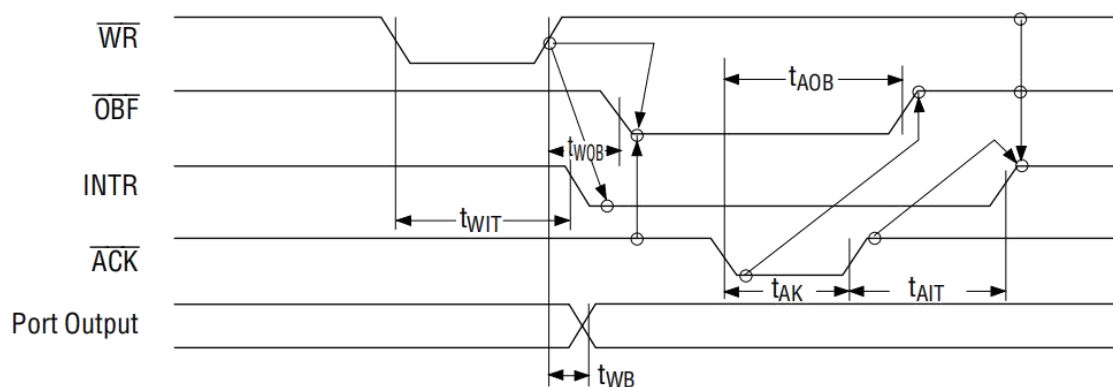 WR
OBF
INTR
ACK
Port Output
tAOB
tWOB
tWIT
tAK
tAIT
tWB